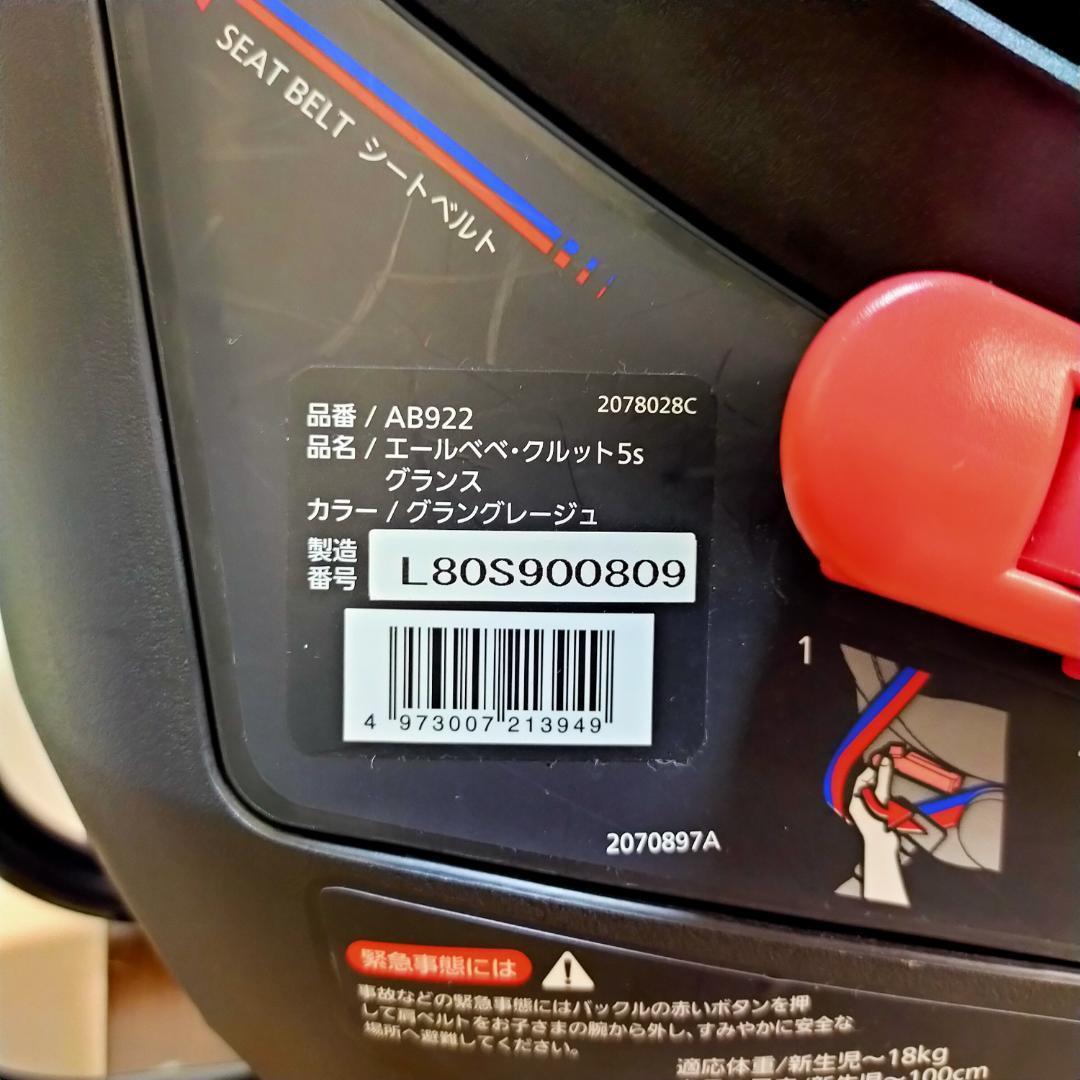 SEAT BELT シートベルト
2078028C
品番 / AB922
品名 / エールベベ・クルット5s
グランス
カラー / グラングレージュ
製造
番号
L80S900809
4 973007 213949
1
2070897A
緊急事態には
事故などの緊急事態にはバックルの赤いボタンを押
して肩ベルトをお子さまの腕から外し、すみやかに安全な
場所へ避難してください。
適応体重/新生児〜18kg
/新生児〜100cm